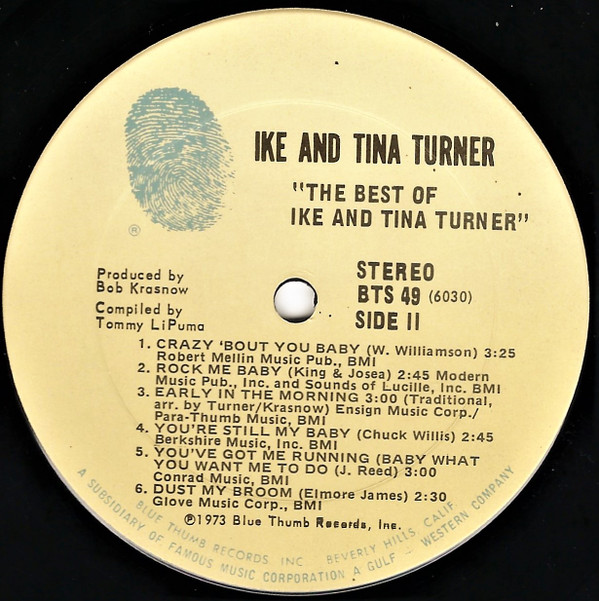 IKE AND TINA TURNER
"THE BEST OF
IKE AND TINA TURNER"
®
Produced by
Bob Krasnow
Compiled by
Tommy LiPuma
STEREO
BTS 49 (6030)
SIDE II
1. CRAZY 'BOUT YOU BABY (W. Williamson) 3:25
Robert Mellin Music Pub., BMI
2. ROCK ME BABY (King & Josea) 2:45 Modern
Music Pub., Inc. and Sounds of Lucille, Inc. BMI
3. EARLY IN THE MORNING 3:00 (Traditional,
arr. by Turner/Krasnow) Ensign Music Corp./
Para-Thumb Music, BMI
4. YOU'RE STILL MY BABY (Chuck Willis) 2:45
Berkshire Music, Inc. BMI
5. YOU'VE GOT ME RUNNING (BABY WHAT
YOU WANT ME TO DO (J. Reed) 3:00
Conrad Music, BMI
6. DUST MY BROOM (Elmore James) 2:30
Glove Music Corp., BMI
℗1973 Blue Thumb Records, Inc.
BLUE THUMB RECORDS INC BEVERLY HILLS CALIF.
A SUBSIDIARY OF FAMOUS MUSIC CORPORATION A GULF - WESTERN COMPANY